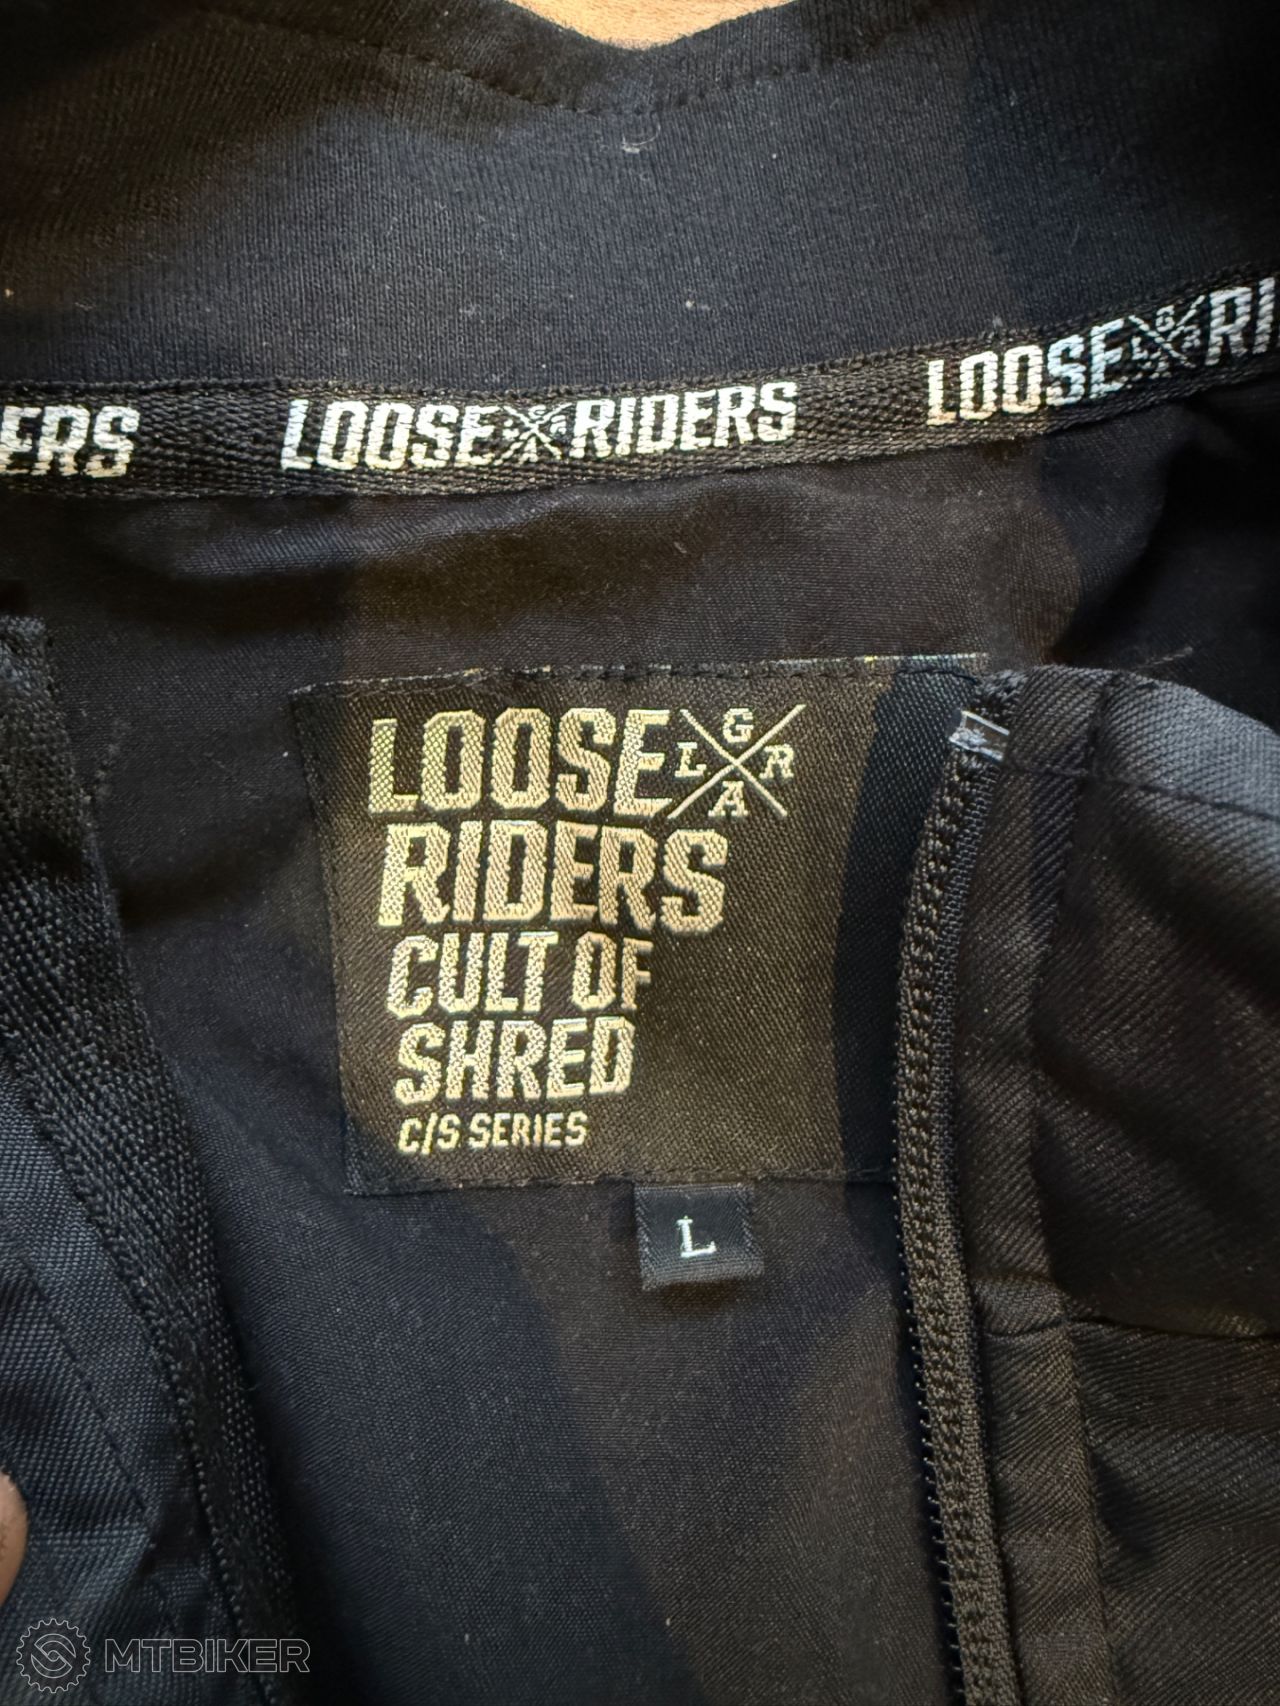 ERS LOOSE RIDERS LOOSE RI
LOOSE
G
L R
A
RIDERS
CULT OF
SHRED
C/S SERIES
L
MTBIKER